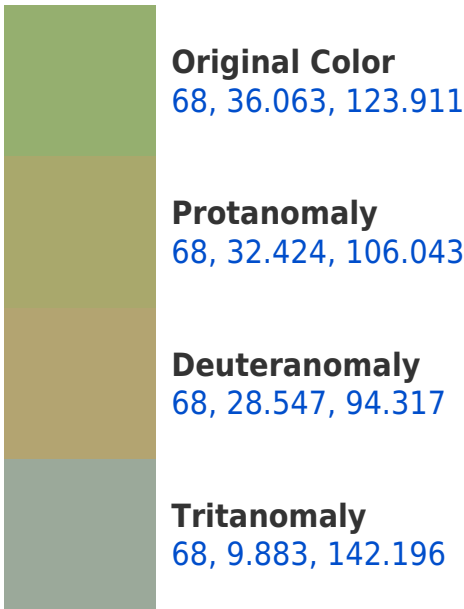 Original Color
68, 36.063, 123.911
Protanomaly
68, 32.424, 106.043
Deuteranomaly
68, 28.547, 94.317
Tritanomaly
68, 9.883, 142.196